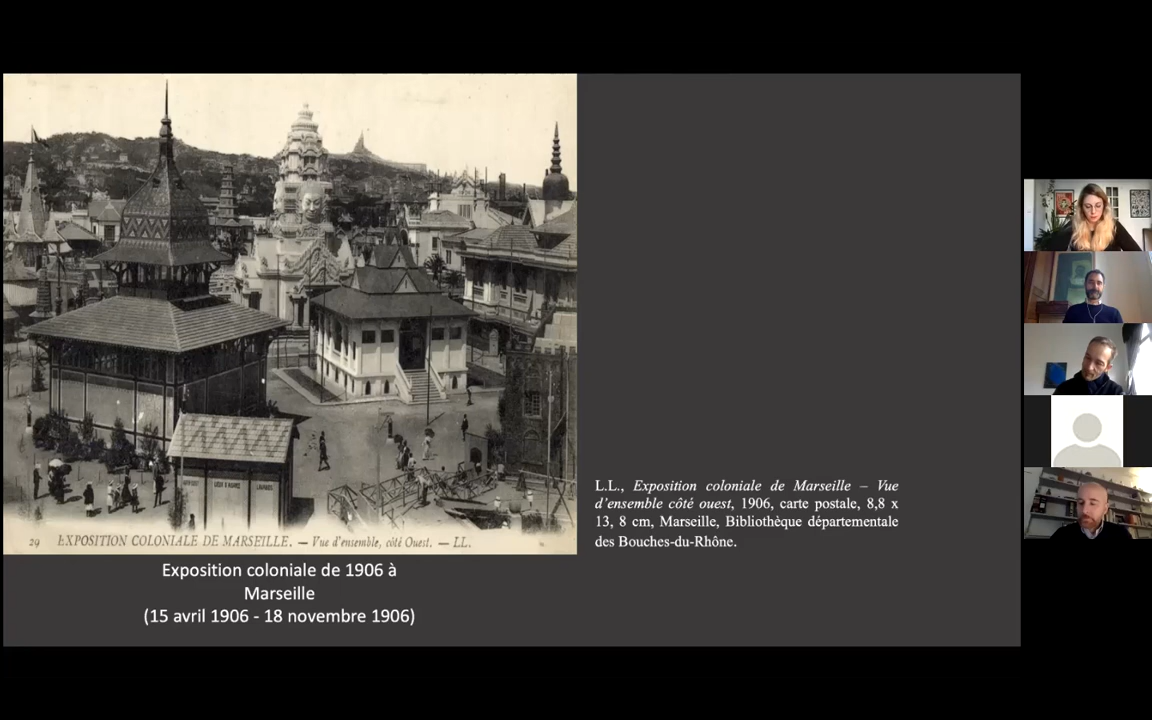 29 EXPOSITION COLONIALE DE MARSEILLE. — Vue d'ensemble, côté Ouest. — LL.
Exposition coloniale de 1906 à
Marseille
(15 avril 1906 - 18 novembre 1906)
L.L., Exposition coloniale de Marseille – Vue
d'ensemble côté ouest, 1906, carte postale, 8,8 x
13, 8 cm, Marseille, Bibliothèque départementale
des Bouches-du-Rhône.